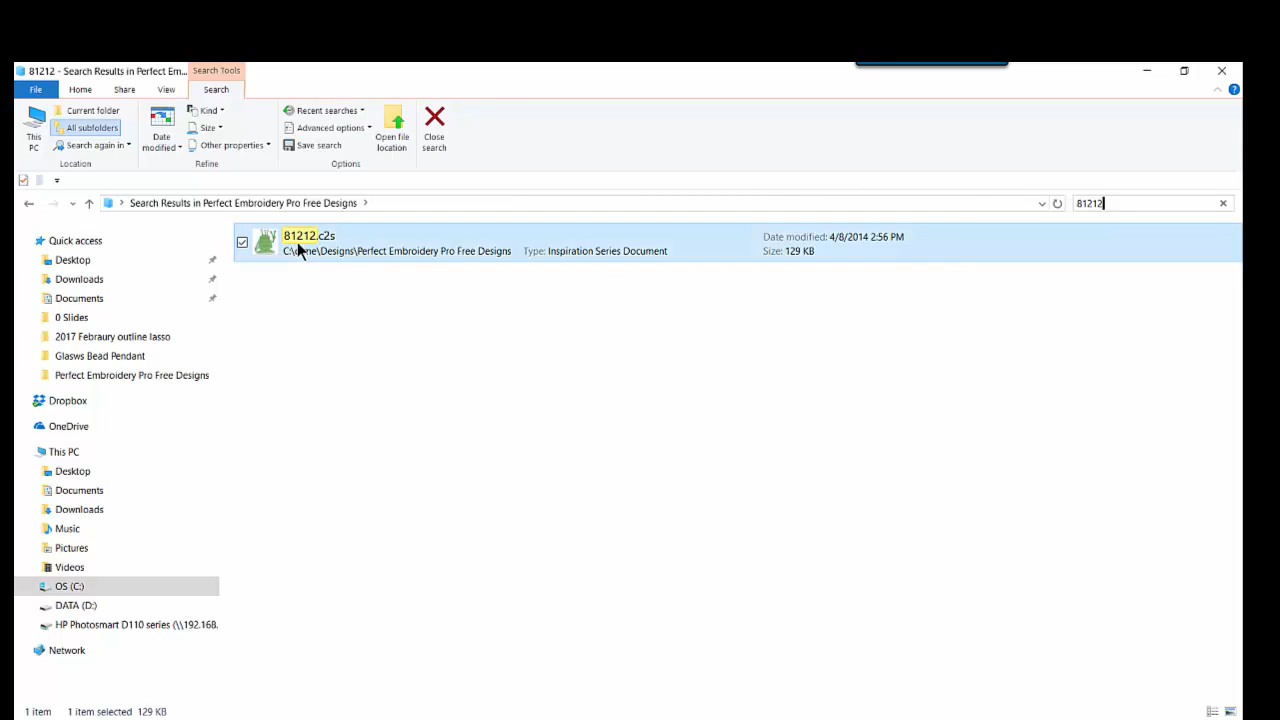 81212 - Search Results in Perfect Em...
Search Tools
File
Home
Share
View
Search
This PC
Current folder
All subfolders
Search again in
Location
Date modified
Kind
Size
Other properties
Refine
Recent searches
Advanced options
Save search
Options
Open file location
Close search
Search Results in Perfect Embroidery Pro Free Designs
81212
Quick access
Desktop
Downloads
Documents
0 Slides
2017 Febraury outline lasso
Glasws Bead Pendant
Perfect Embroidery Pro Free Designs
Dropbox
OneDrive
This PC
Desktop
Documents
Downloads
Music
Pictures
Videos
OS (C:)
DATA (D:)
HP Photosmart D110 series (\\192.168.
Network
81212.c2s
Date modified: 4/8/2014 2:56 PM
\Designs\Perfect Embroidery Pro Free Designs
Type: Inspiration Series Document
Size: 129 KB
1 item
1 item selected 129 KB